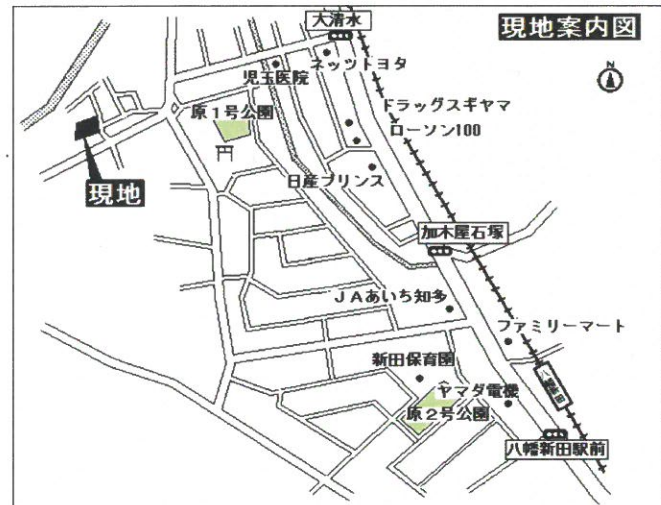 現地案内図
大清水
N
ネッツトヨタ
児玉医院
ドラッグスギヤマ
原1号公園
ローソン100
日産プリンス
現地
加木屋石塚
JAあいち知多
ファミリーマート
新田保育園
ヤマダ電機
原2号公園
八幡新田駅前